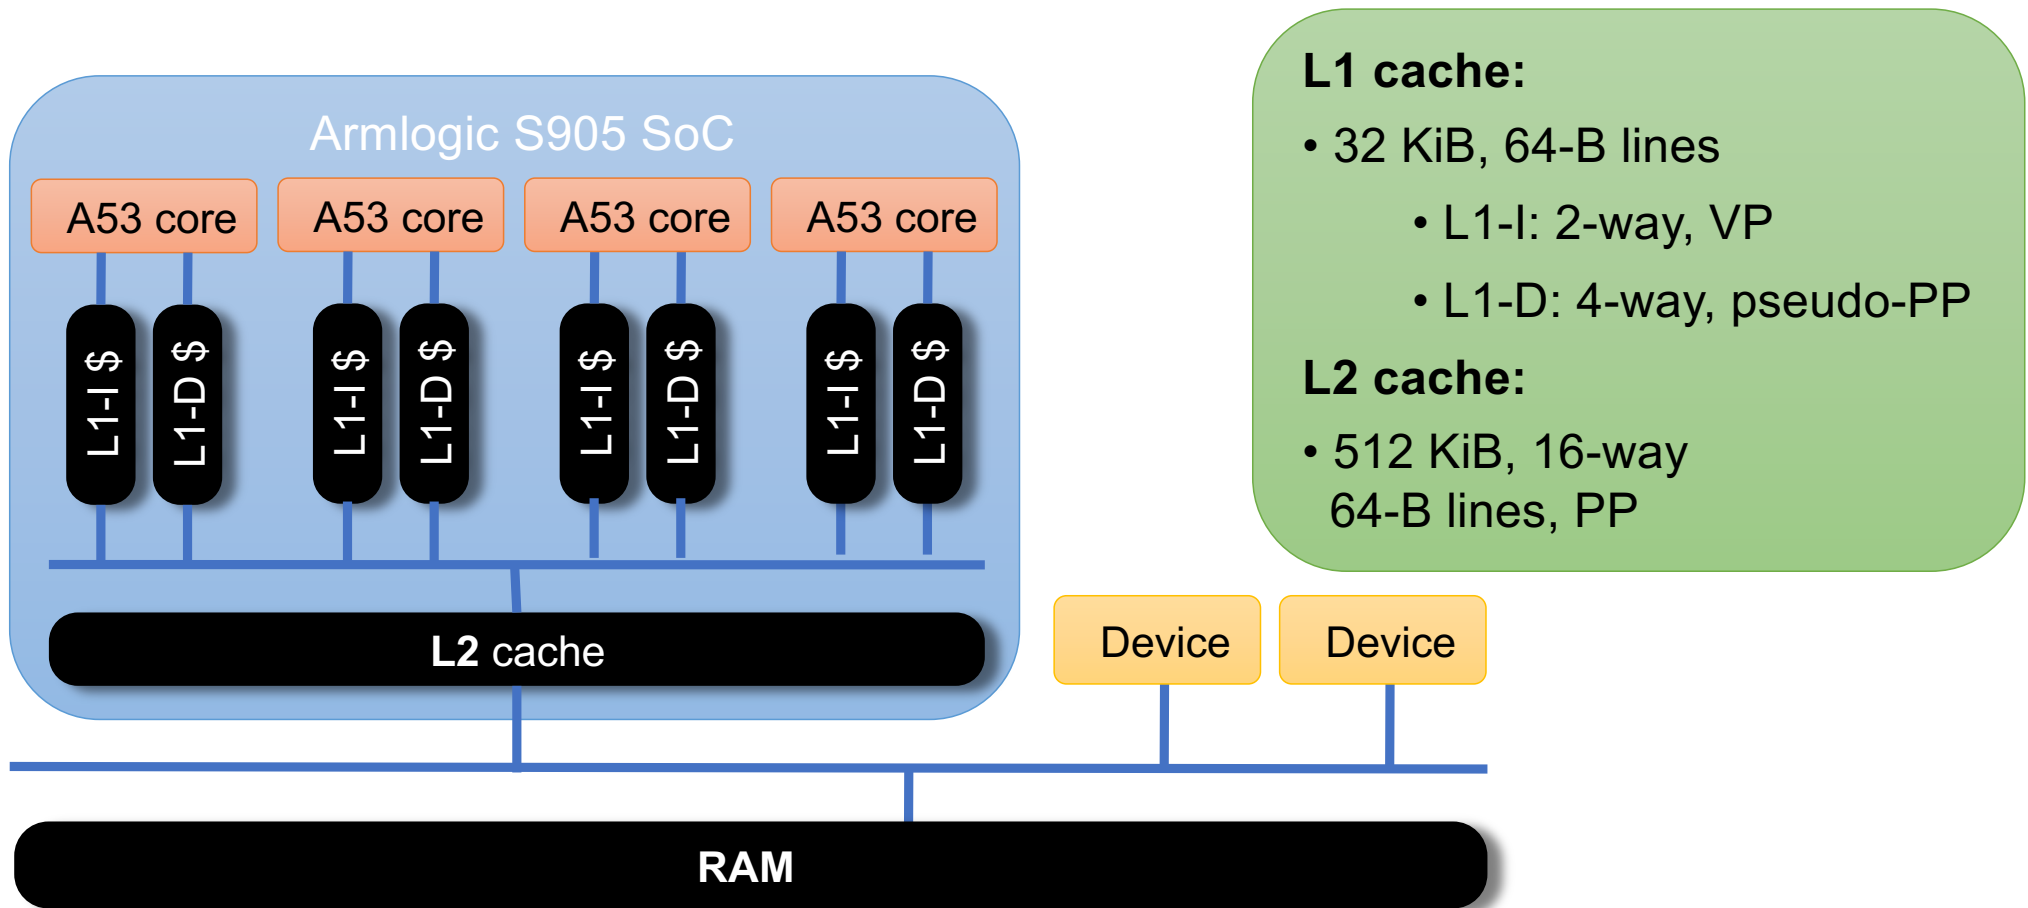 Armlogic S905 SoC
A53 core
A53 core
A53 core
A53 core
L1-I $
L1-D $
L1-I $
L1-D $
L1-I $
L1-D $
L1-I $
L1-D $
L2 cache
L1 cache:
• 32 KiB, 64-B lines
• L1-I: 2-way, VP
• L1-D: 4-way, pseudo-PP
L2 cache:
• 512 KiB, 16-way
64-B lines, PP
Device
Device
RAM